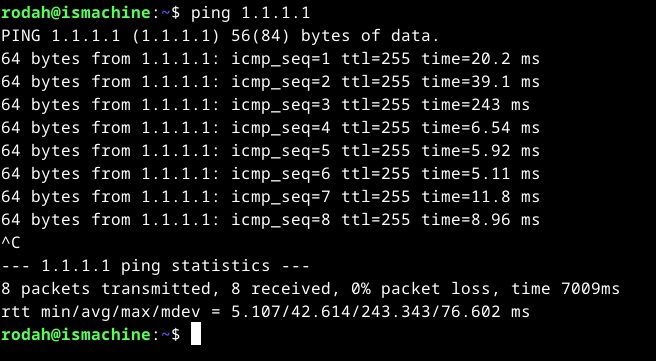 rodah@ismachine:~$ ping 1.1.1.1
PING 1.1.1.1 (1.1.1.1) 56(84) bytes of data.
64 bytes from 1.1.1.1: icmp_seq=1 ttl=255 time=20.2 ms
64 bytes from 1.1.1.1: icmp_seq=2 ttl=255 time=39.1 ms
64 bytes from 1.1.1.1: icmp_seq=3 ttl=255 time=243 ms
64 bytes from 1.1.1.1: icmp_seq=4 ttl=255 time=6.54 ms
64 bytes from 1.1.1.1: icmp_seq=5 ttl=255 time=5.92 ms
64 bytes from 1.1.1.1: icmp_seq=6 ttl=255 time=5.11 ms
64 bytes from 1.1.1.1: icmp_seq=7 ttl=255 time=11.8 ms
64 bytes from 1.1.1.1: icmp_seq=8 ttl=255 time=8.96 ms
^C
--- 1.1.1.1 ping statistics ---
8 packets transmitted, 8 received, 0% packet loss, time 7009ms
rtt min/avg/max/mdev = 5.107/42.614/243.343/76.602 ms
rodah@ismachine:~$